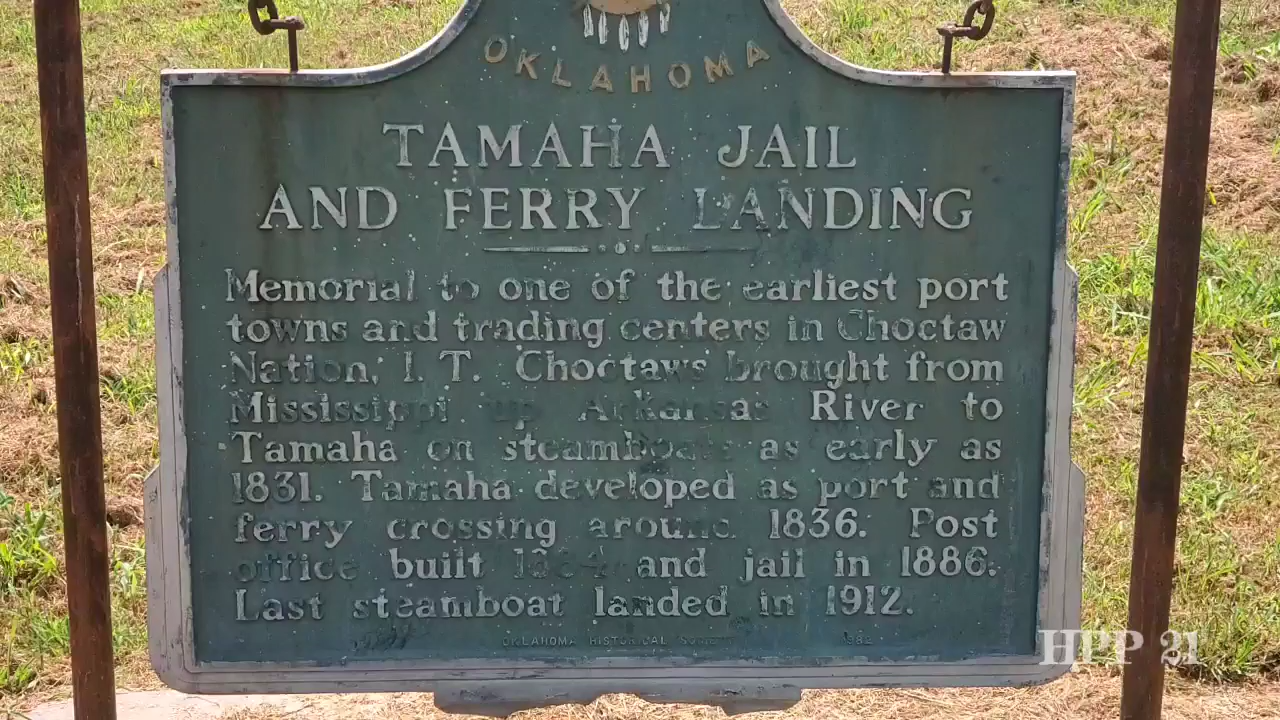 OKLAHOMA
TAMAHA JAIL
AND FERRY LANDING
Memorial to one of the earliest port
towns and trading centers in Choctaw
Nation, I. T. Choctaws brought from
Mississippi up Arkansas River to
Tamaha on steamboats as early as
1831. Tamaha developed as port and
ferry crossing around 1836. Post
office built and jail in 1886.
Last steamboat landed in 1912.
OKLAHOMA HISTORICAL SOCIETY
HPP 21